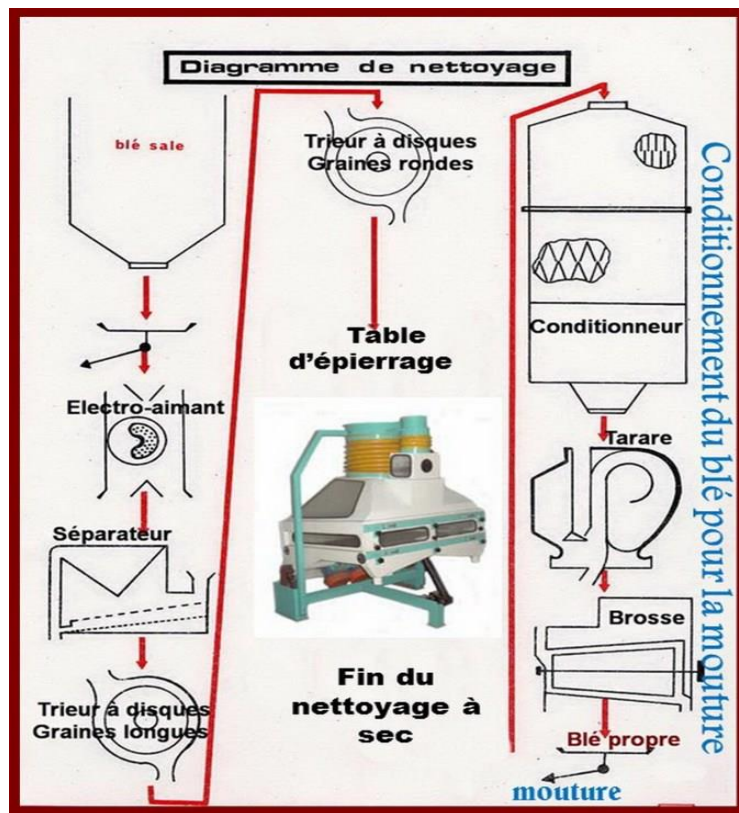 Diagramme de nettoyage
blé sale
Electro-aimant
Séparateur
Trieur à disques
Graines longues
Trieur à disques
Graines rondes
Table
d'épierrage
Fin du
nettoyage à
sec
Conditionneur
Tarare
Brosse
Blé propre
mouture
Conditionnement du blé pour la mouture